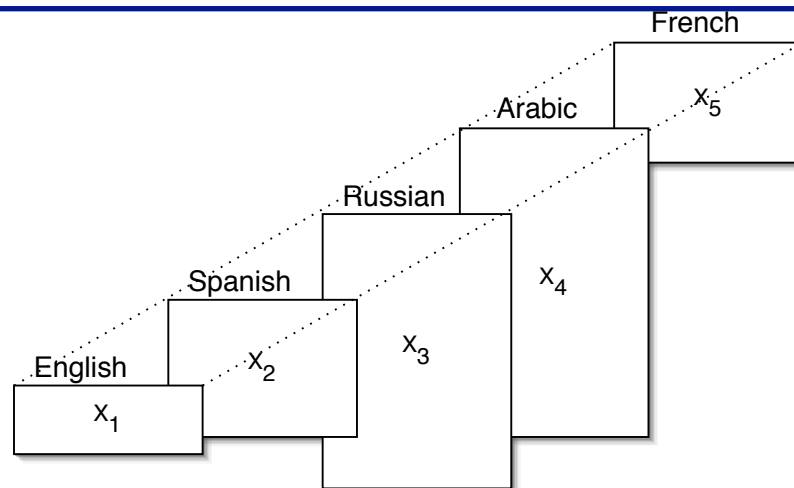 French
X5
Arabic
Russian
X4
Spanish
X3
X2
English
X1